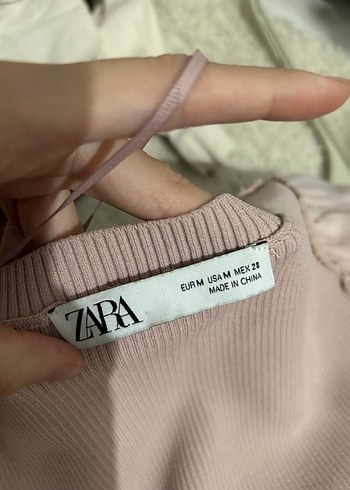 ZARA
EUR M USA M MEX 28
MADE IN CHINA